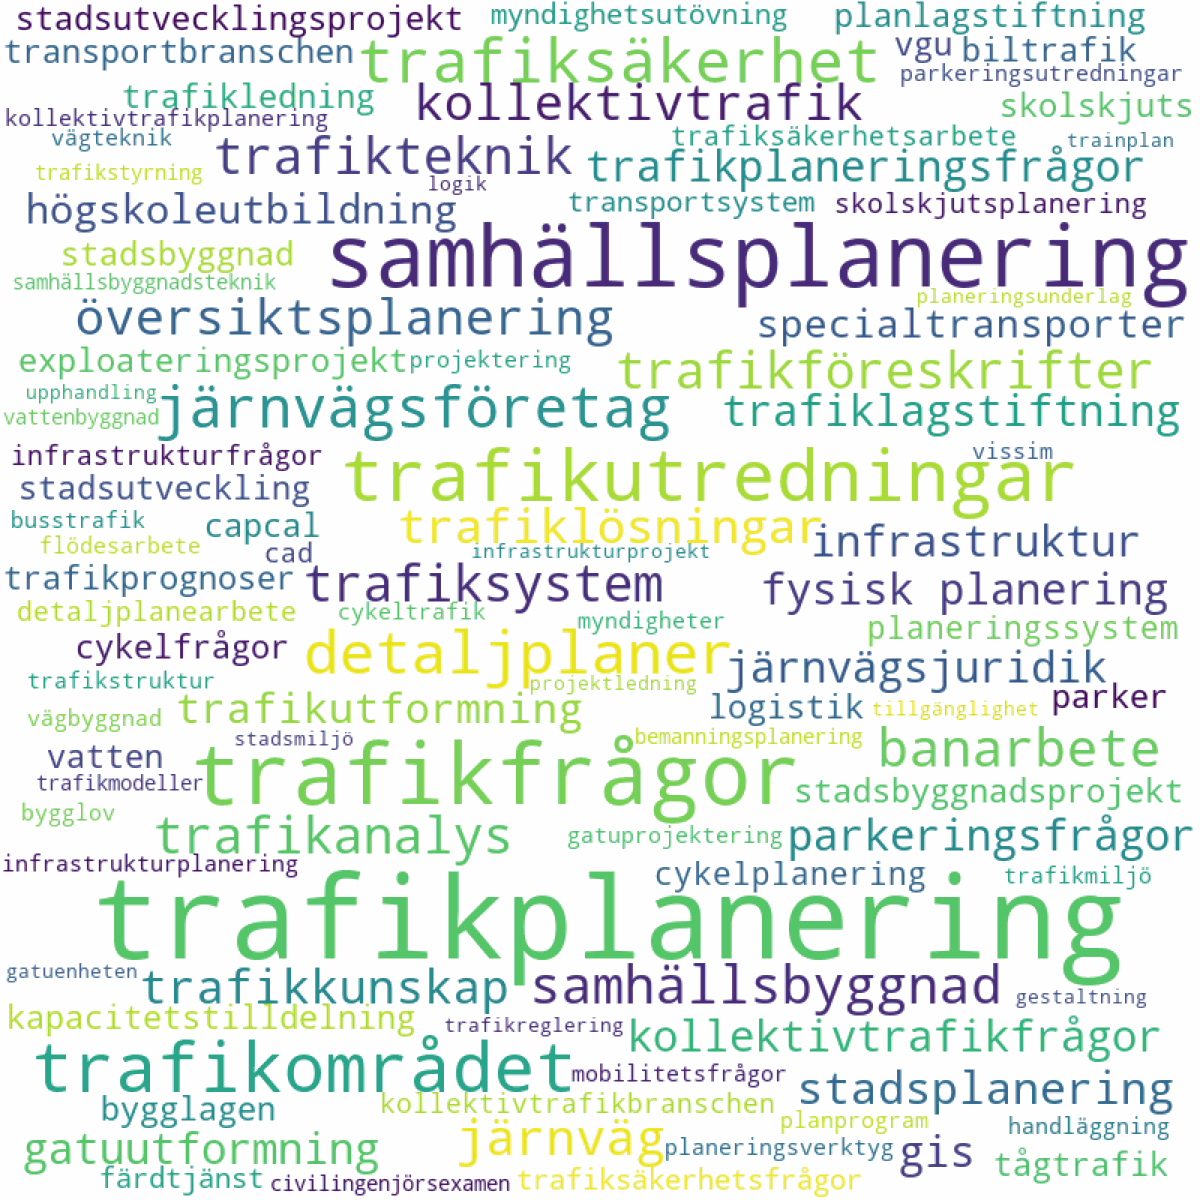 stadsutvecklingsprojekt
myndighetsutövning
planlagstiftning
transportbranschen
trafiksäkerhet
vgu
biltrafik
parkeringsutredningar
trafikledning
kollektivtrafik
skolskjuts
kollektivtrafikplanering
vägteknik
trafikteknik
trafiksäkerhetsarbete
trainplan
trafikstyrning
logik
trafikplaneringsfrågor
högskoleutbildning
transportsystem
skolskjutsplanering
stadsbyggnad
samhällsplanering
samhällsbyggnadsteknik
planeringsunderlag
översiktsplanering
specialtransporter
exploateringsprojekt
projektering
trafikföreskrifter
upphandling
järnvägsföretag
trafiklagstiftning
vattenbyggnad
infrastrukturfrågor
trafikutredningar
vissim
stadsutveckling
busstrafik
capcal
trafiklösningar
infrastruktur
flödesarbete
cad
infrastrukturprojekt
trafikprognoser
trafiksystem
fysisk planering
detaljplanearbete
cykeltrafik
myndigheter
planeringssystem
cykelfrågor
detaljplaner
järnvägsjuridik
trafikstruktur
projektledning
parker
vägbyggnad
trafikutformning
logistik
tillgänglighet
stadsmiljö
bemanningsplanering
vatten
trafikfrågor
banarbete
trafikmodeller
stadsbyggnadsprojekt
bygglov
trafikanalys
gatuprojektering
parkeringsfrågor
infrastrukturplanering
cykelplanering
trafikmiljö
trafikplanering
gatuenheten
trafikkunskap
samhällsbyggnad
gestaltning
kapacitetstilldelning
trafikreglering
kollektivtrafikfrågor
trafikområdet
mobilitetsfrågor
stadsplanering
bygglagen
kollektivtrafikbranschen
planprogram
handläggning
gatuutformning
järnväg
planeringsverktyg
gis
tågtrafik
färdtjänst
civilingenjörsexamen
trafiksäkerhetsfrågor